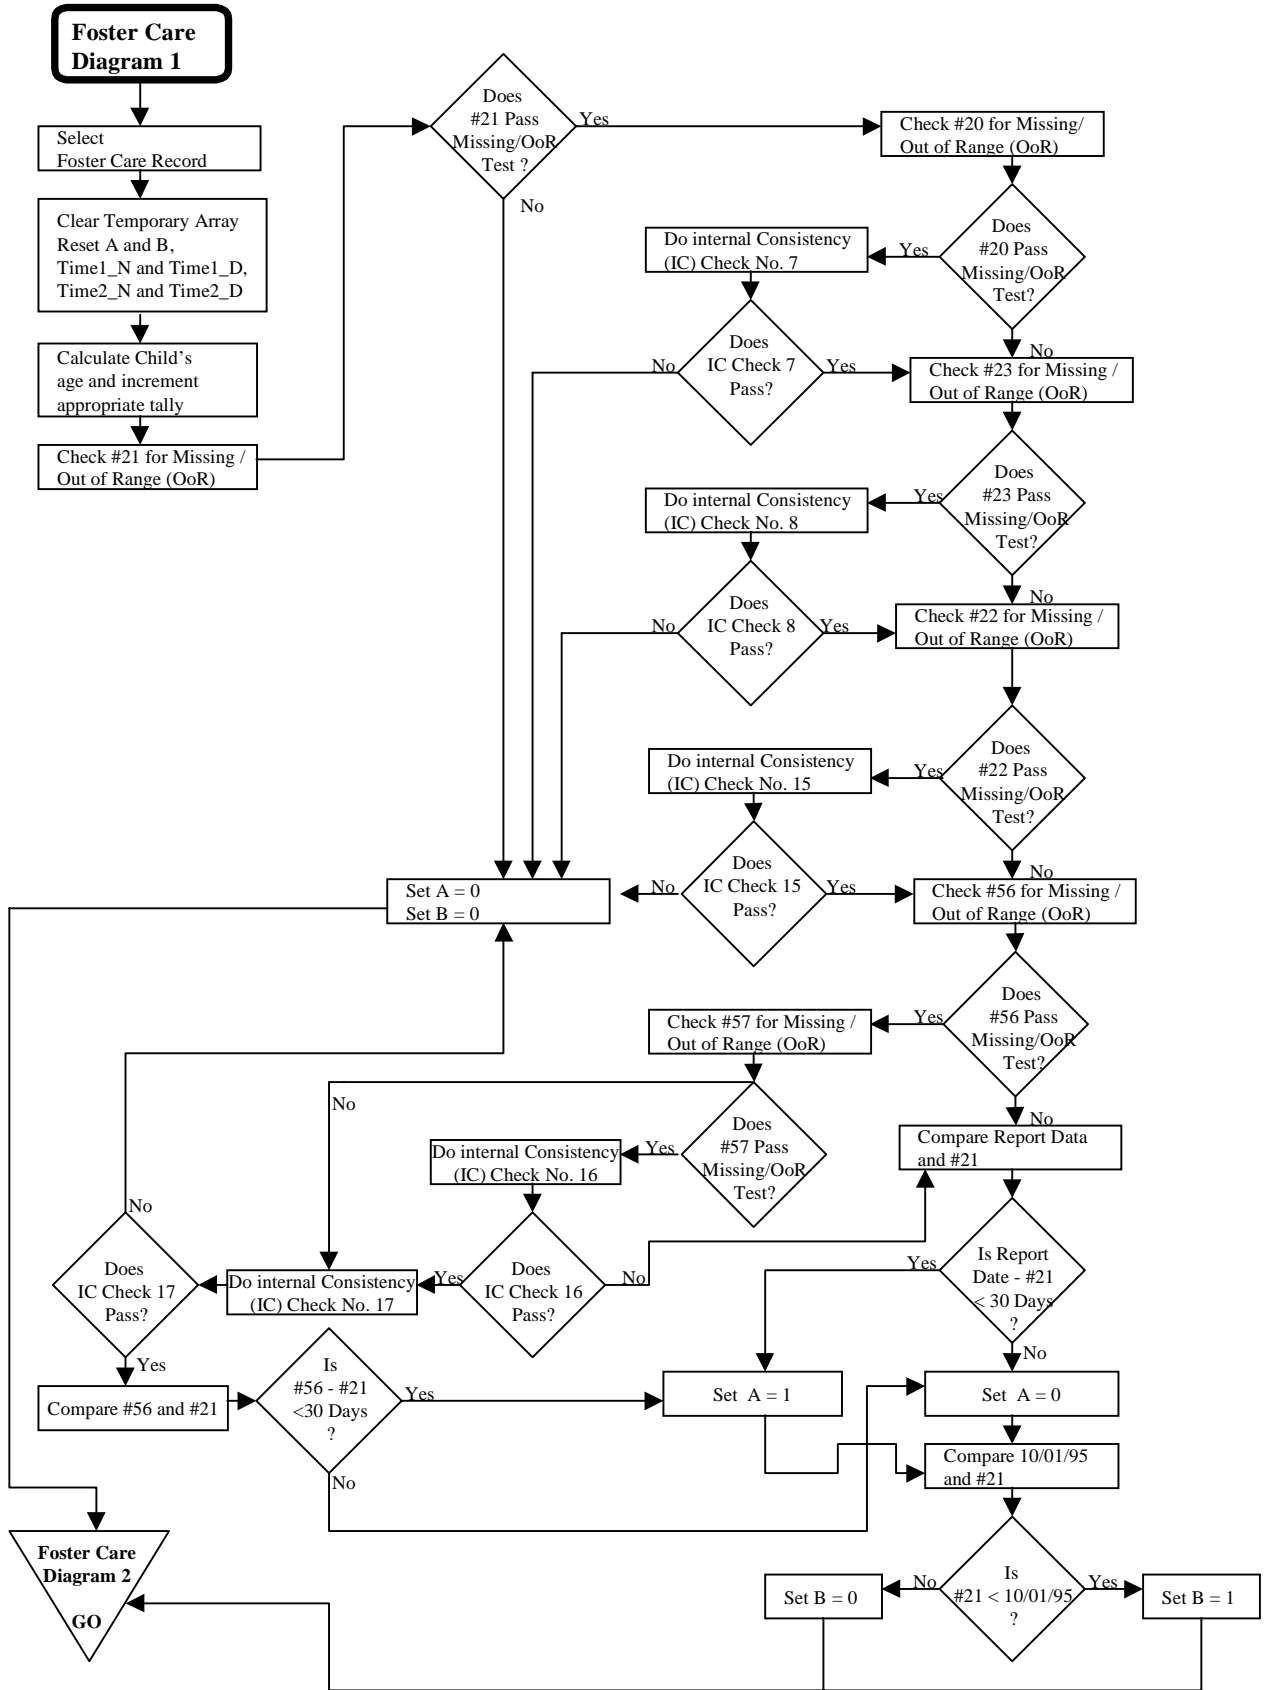 Foster Care
Diagram 1
Select
Foster Care Record
Clear Temporary Array
Reset A and B,
Time1_N and Time1_D,
Time2_N and Time2_D
Calculate Child's
age and increment
appropriate tally
Check #21 for Missing /
Out of Range (OoR)
Does
#21 Pass
Missing/OoR
Test ?
Yes
No
Check #20 for Missing/
Out of Range (OoR)
Does
#20 Pass
Missing/OoR
Test?
Yes
No
Do internal Consistency
(IC) Check No. 7
Does
IC Check 7
Pass?
No
Yes
Check #23 for Missing /
Out of Range (OoR)
Does
#23 Pass
Missing/OoR
Test?
Yes
No
Do internal Consistency
(IC) Check No. 8
Does
IC Check 8
Pass?
No
Yes
Check #22 for Missing /
Out of Range (OoR)
Does
#22 Pass
Missing/OoR
Test?
Yes
No
Do internal Consistency
(IC) Check No. 15
Does
IC Check 15
Pass?
No
Yes
Set A = 0
Set B = 0
Check #56 for Missing /
Out of Range (OoR)
Does
#56 Pass
Missing/OoR
Test?
Yes
No
Check #57 for Missing /
Out of Range (OoR)
Does
#57 Pass
Missing/OoR
Test?
No
Yes
Do internal Consistency
(IC) Check No. 16
Does
IC Check 16
Pass?
Yes
No
Do internal Consistency
(IC) Check No. 17
Does
IC Check 17
Pass?
No
Yes
Compare #56 and #21
Is
#56 - #21
<30 Days
?
Yes
No
Compare Report Data
and #21
Is Report
Date - #21
< 30 Days
?
Yes
No
Set A = 1
Set A = 0
Compare 10/01/95
and #21
Is
#21 < 10/01/95
?
No
Yes
Set B = 0
Set B = 1
Foster Care
Diagram 2
GO